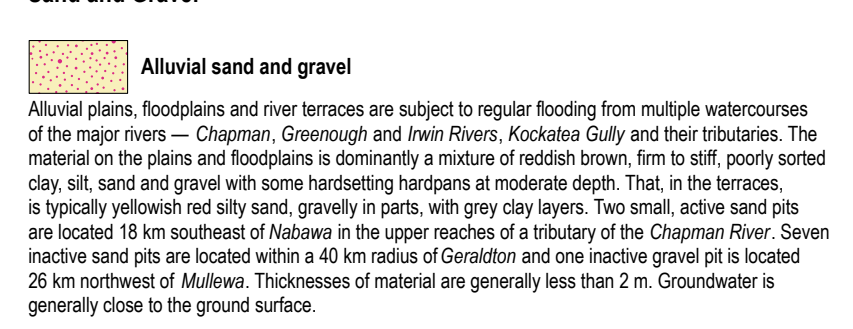 Sand and Gravel
Alluvial sand and gravel
Alluvial plains, floodplains and river terraces are subject to regular flooding from multiple watercourses
of the major rivers — Chapman, Greenough and Irwin Rivers, Kockatea Gully and their tributaries. The
material on the plains and floodplains is dominantly a mixture of reddish brown, firm to stiff, poorly sorted
clay, silt, sand and gravel with some hardsetting hardpans at moderate depth. That, in the terraces,
is typically yellowish red silty sand, gravelly in parts, with grey clay layers. Two small, active sand pits
are located 18 km southeast of Nabawa in the upper reaches of a tributary of the Chapman River. Seven
inactive sand pits are located within a 40 km radius of Geraldton and one inactive gravel pit is located
26 km northwest of Mullewa. Thicknesses of material are generally less than 2 m. Groundwater is
generally close to the ground surface.